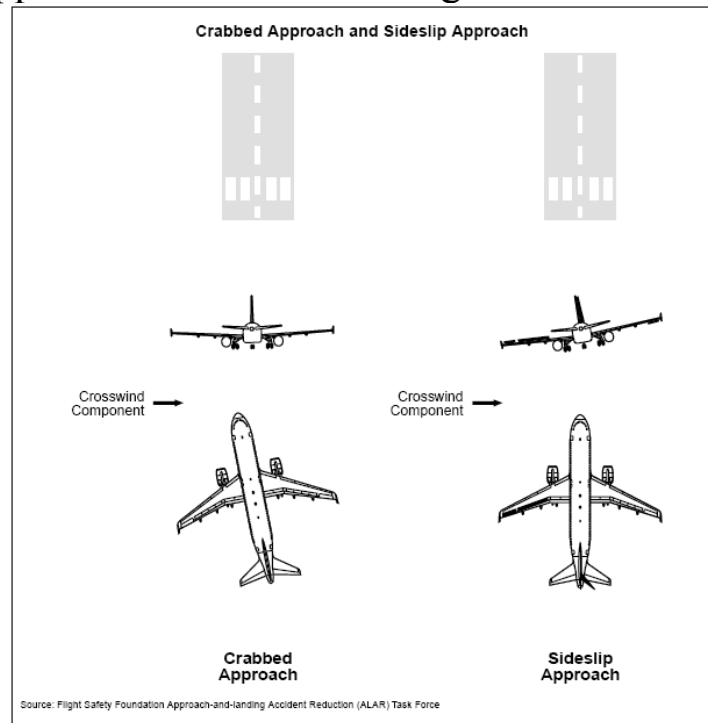 Crabbed Approach and Sideslip Approach
Crosswind
Component
Crosswind
Component
Crabbed
Approach
Sideslip
Approach
Source: Flight Safety Foundation Approach-and-landing Accident Reduction (ALAR) Task Force